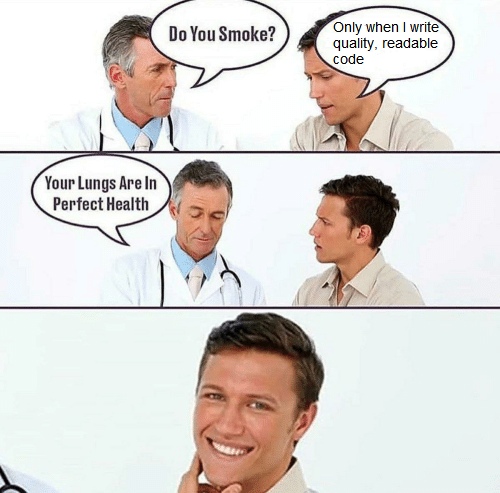 Do You Smoke?
Only when I write
quality, readable
code
Your Lungs Are In
Perfect Health